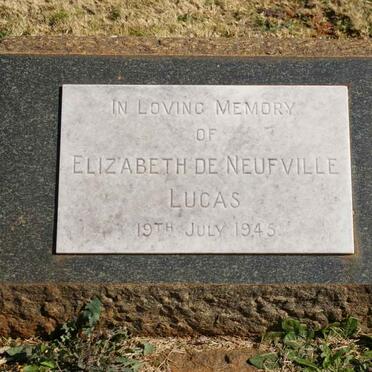 In Loving Memory
of
Elizabeth de Neufville
Lucas
19th July 1945